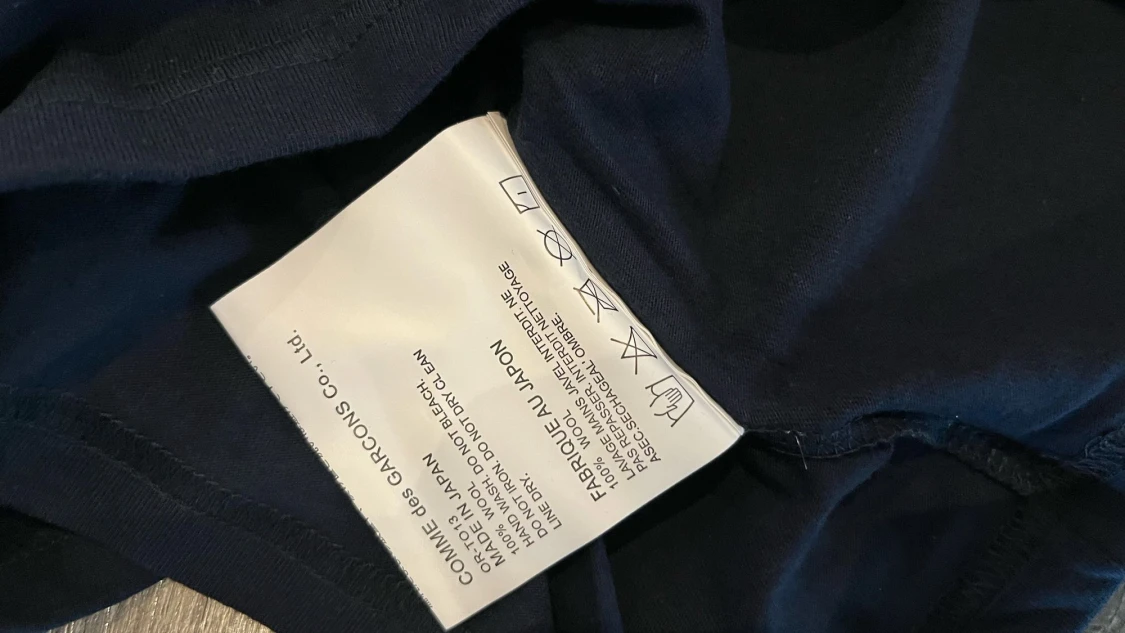 COMME des GARCONS Co., Ltd.
OR-T013
MADE IN JAPAN
100% WOOL
HAND WASH. DO NOT BLEACH.
DO NOT IRON. DO NOT DRY CLEAN
LINE DRY.
FABRIQUE AU JAPON
100% WOOL
LAVAGE MAINS JAVEL INTERDIT. NE
PAS REPASSER. INTERDIT NETTOYAGE
ASEC.SECHAGEAL' OMBRE.